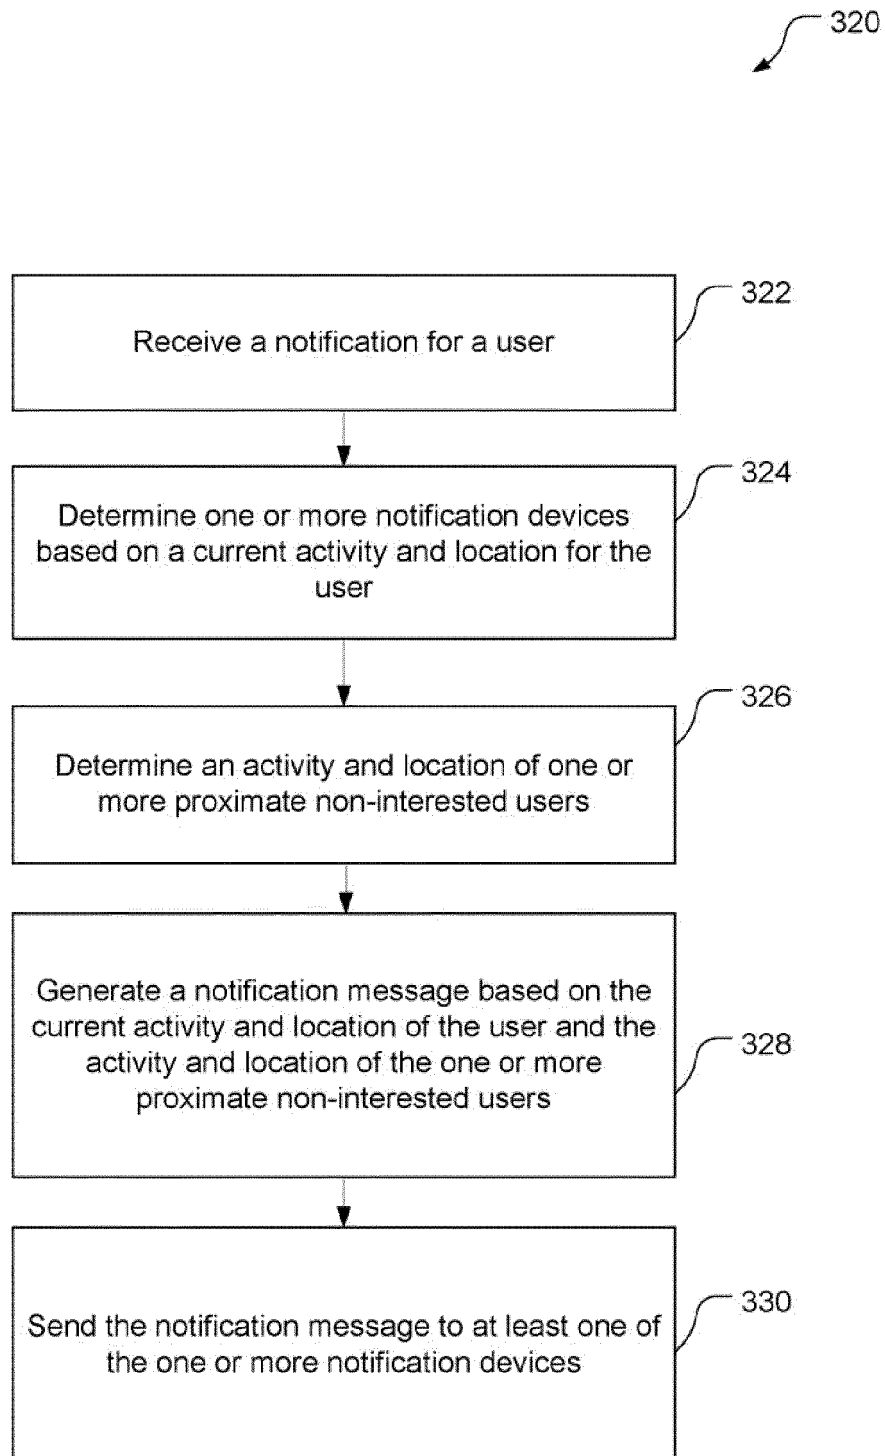 320
322
Receive a notification for a user
324
Determine one or more notification devices
based on a current activity and location for the
user
326
Determine an activity and location of one or
more proximate non-interested users
Generate a notification message based on the
current activity and location of the user and the
activity and location of the one or more
proximate non-interested users
328
330
Send the notification message to at least one of
the one or more notification devices